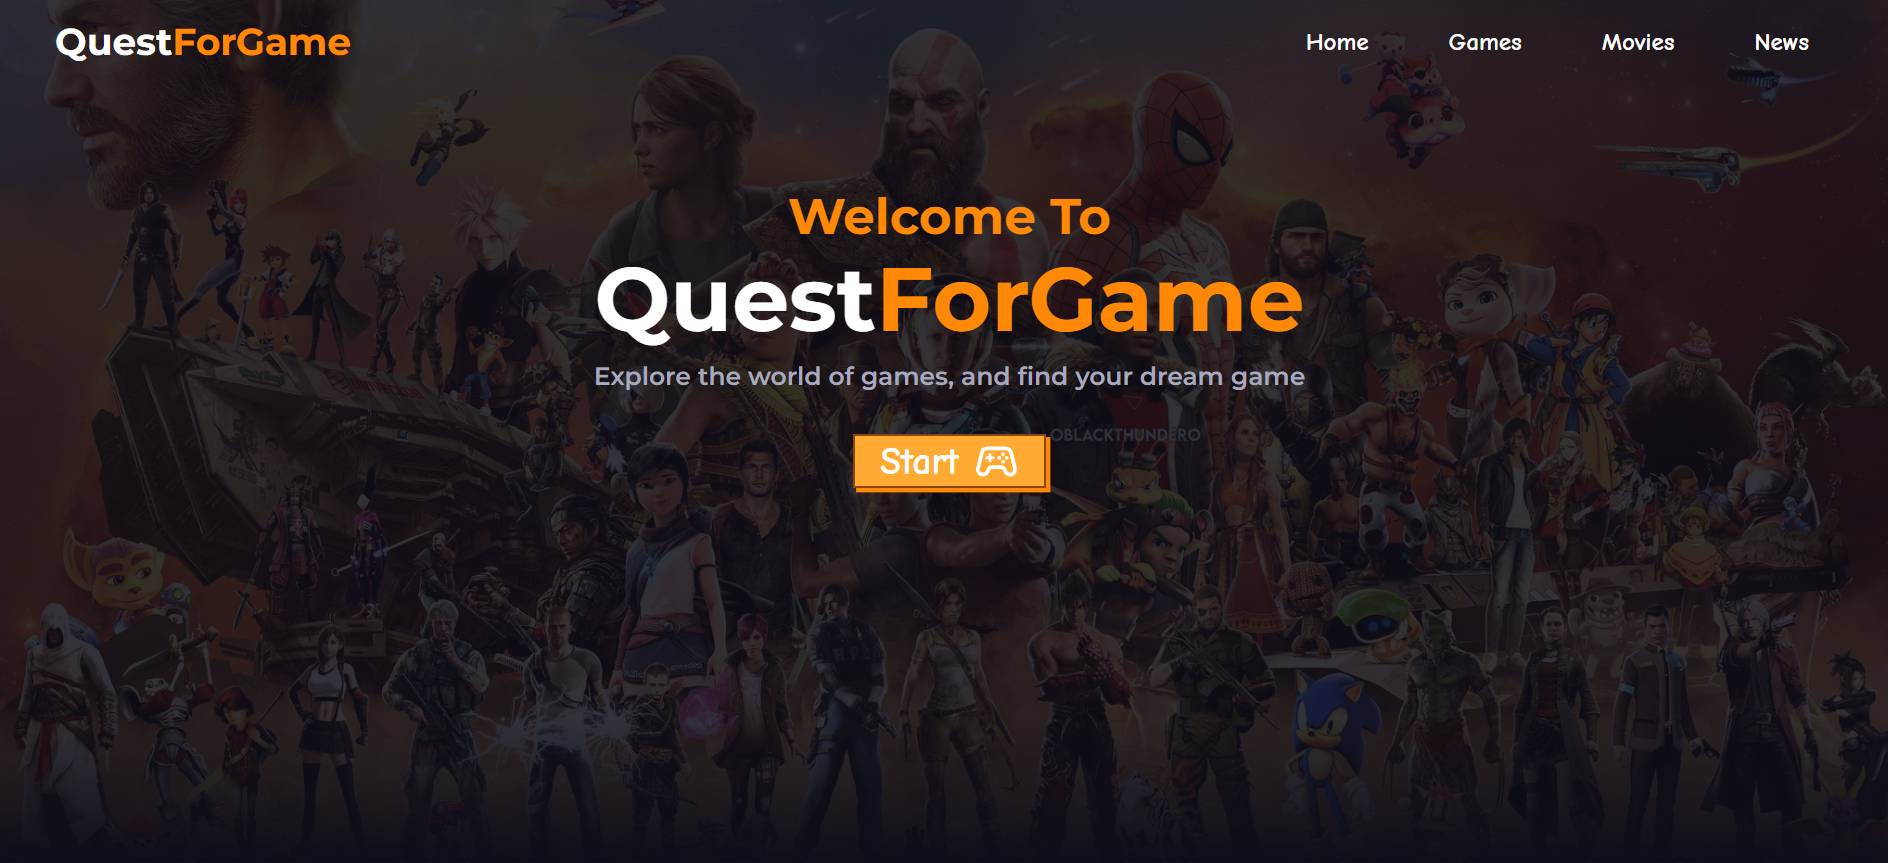 QuestForGame
Home
Games
Movies
News
Welcome To
QuestForGame
Explore the world of games, and find your dream game
OBLACKTHUNDERO
Start